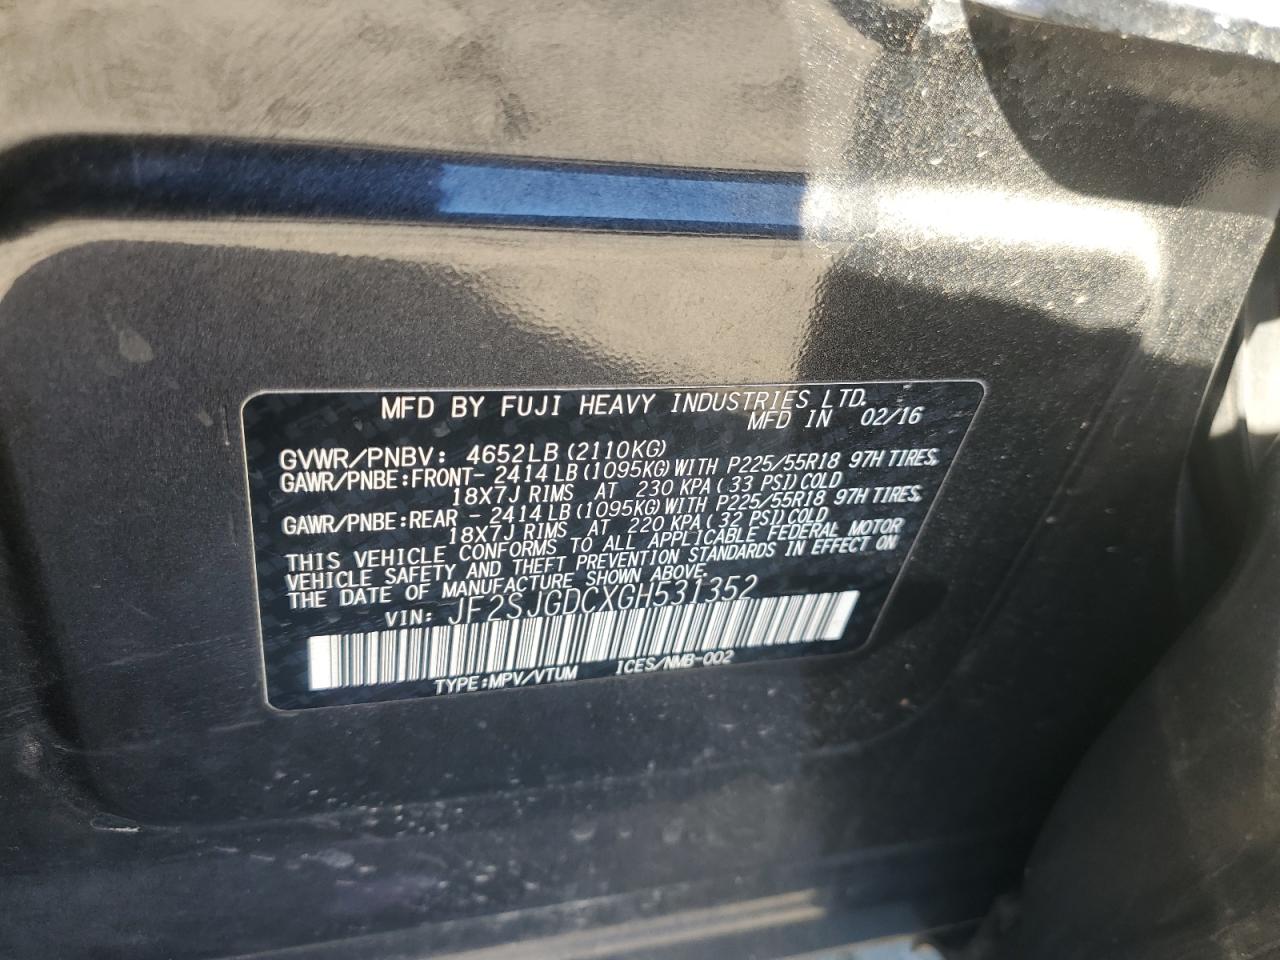 MFD BY FUJI HEAVY INDUSTRIES LTD.
MFD IN 02/16
GVWR/PNBV: 4652LB (2110KG)
GAWR/PNBE:FRONT- 2414LB (1095KG) WITH P225/55R18 97H TIRES,
18X7J RIMS AT 230 KPA (33 PSI) COLD
GAWR/PNBE:REAR - 2414LB (1095KG) WITH P225/55R18 97H TIRES,
18X7J RIMS AT 220 KPA (32 PSI) COLD
THIS VEHICLE CONFORMS TO ALL APPLICABLE FEDERAL MOTOR
VEHICLE SAFETY AND THEFT PREVENTION STANDARDS IN EFFECT ON
THE DATE OF MANUFACTURE SHOWN ABOVE.
VIN: JF2SJGDCXGH531352
TYPE:MPV/VTUM ICES/NMB-002